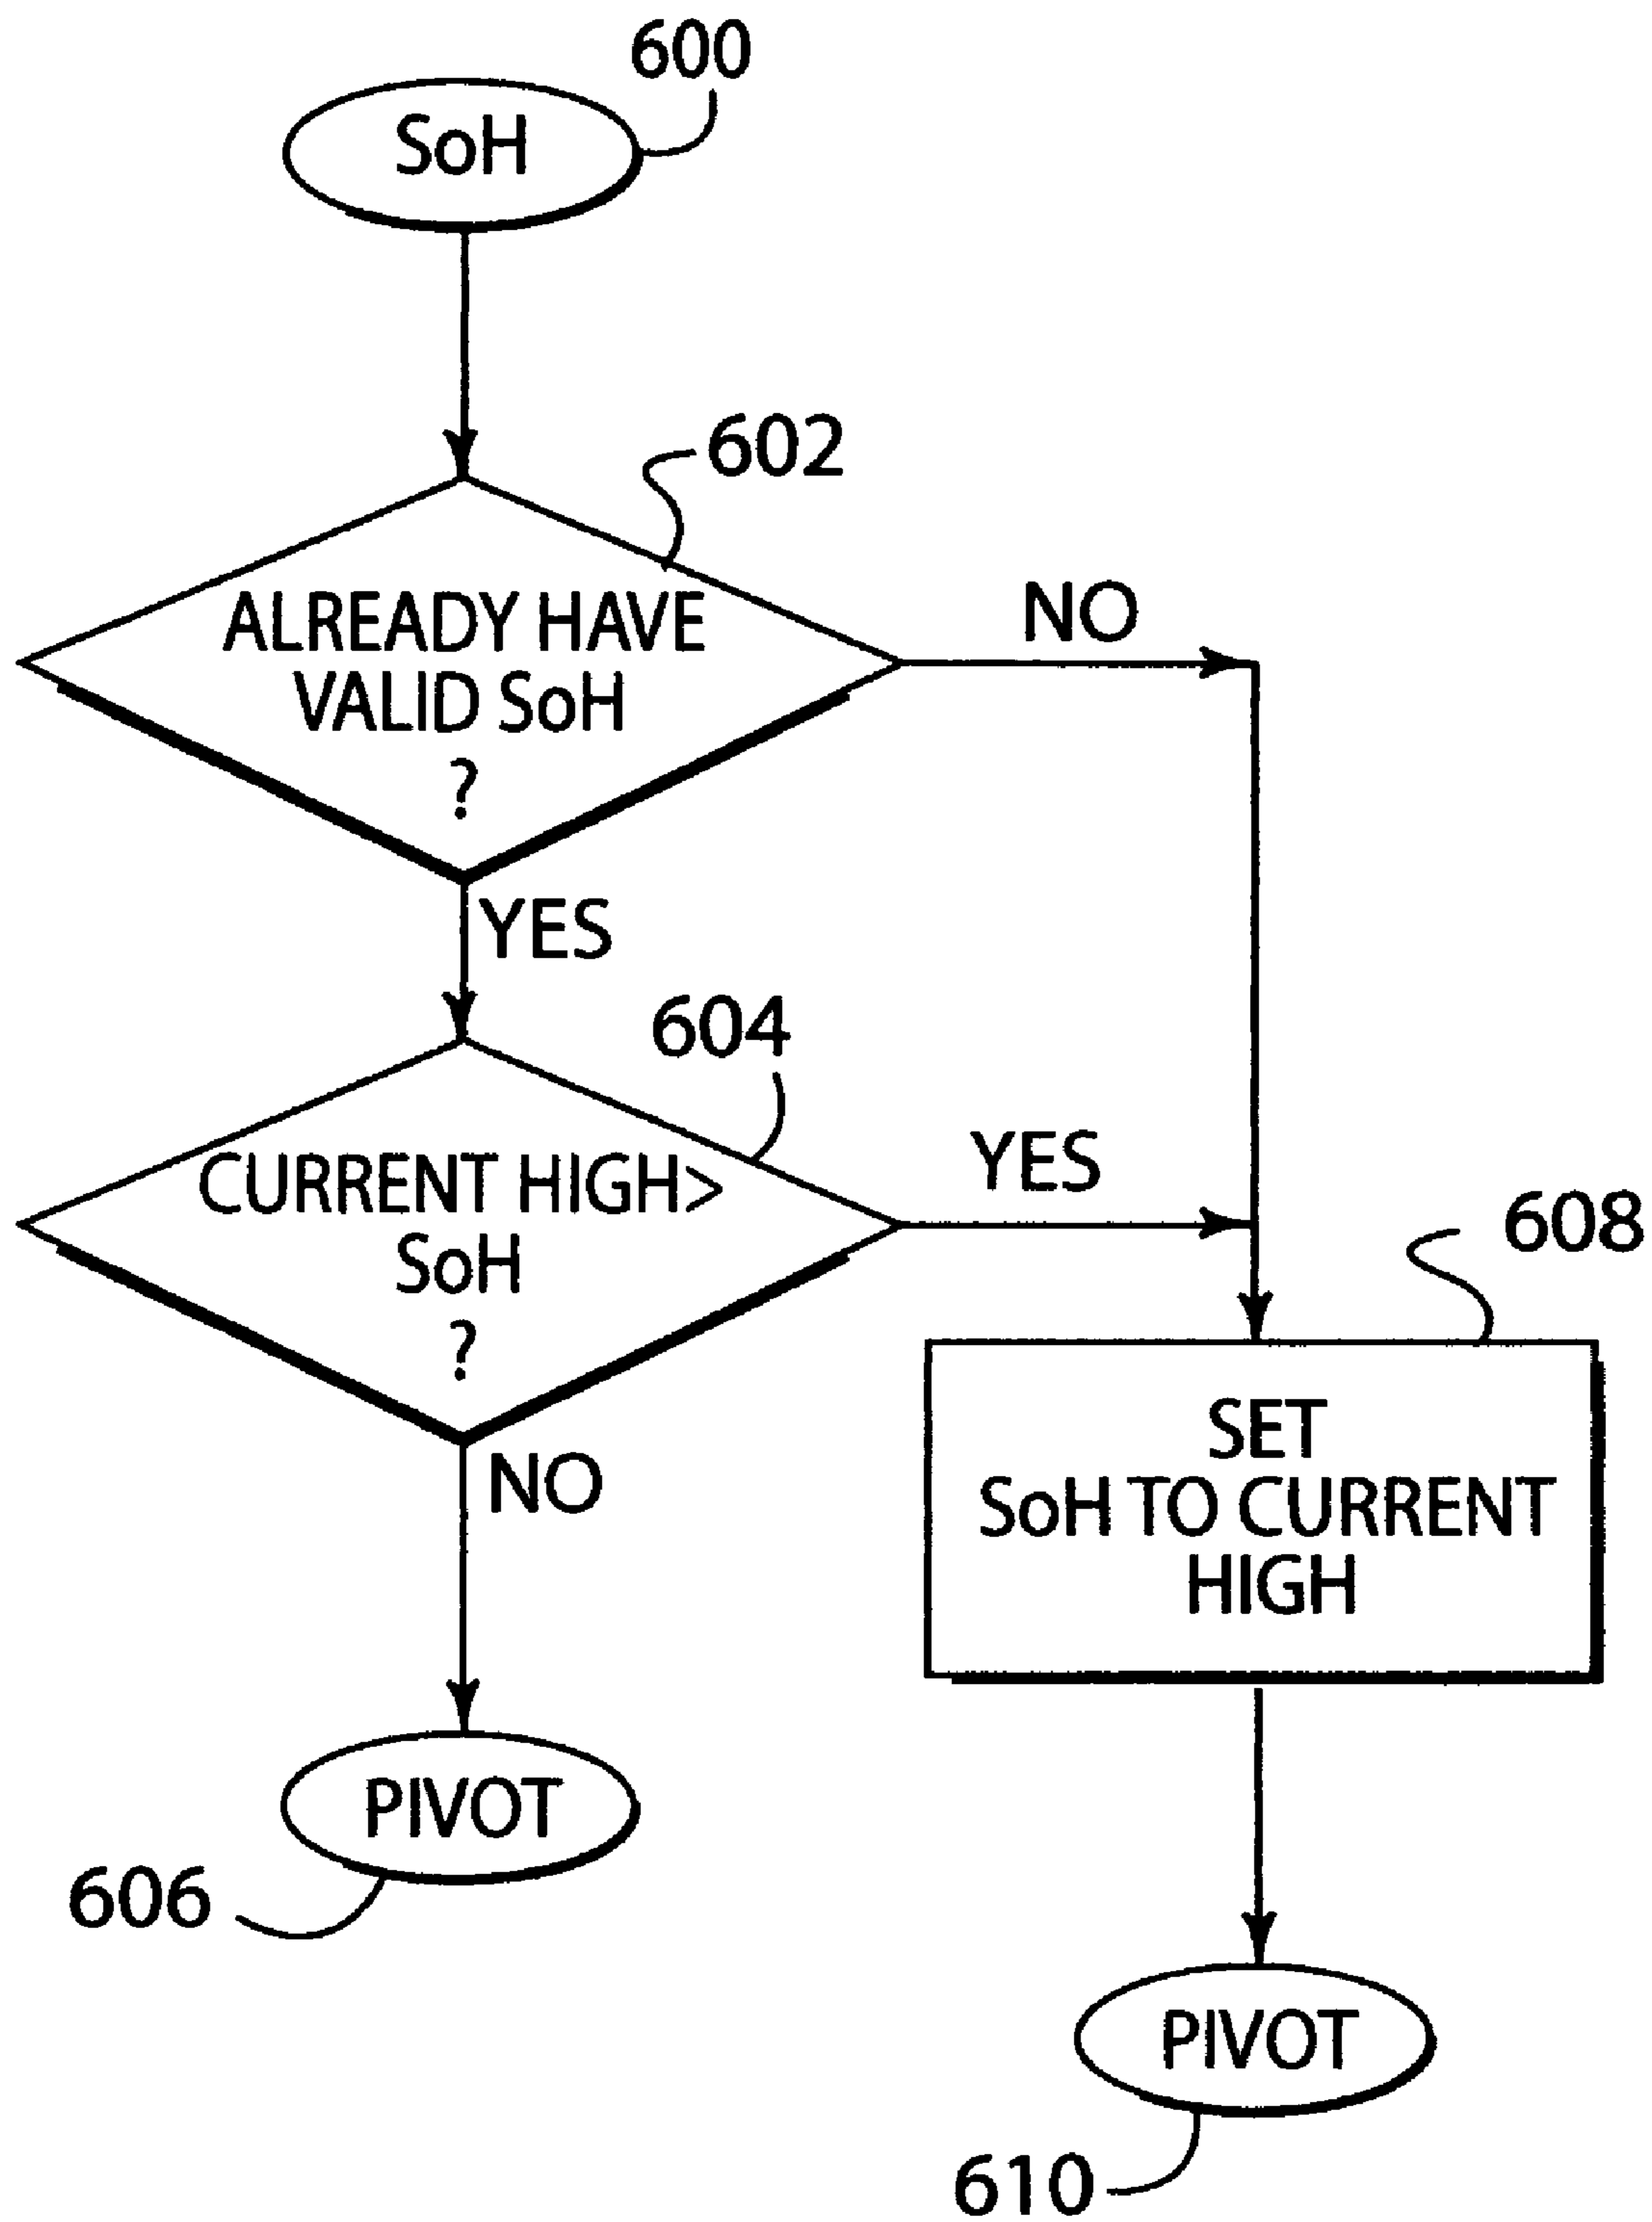 600
SoH
602
ALREADY HAVE
VALID SoH
?
NO
YES
604
CURRENT HIGH>
SoH
?
YES
608
NO
SET
SoH TO CURRENT
HIGH
PIVOT
606
PIVOT
610